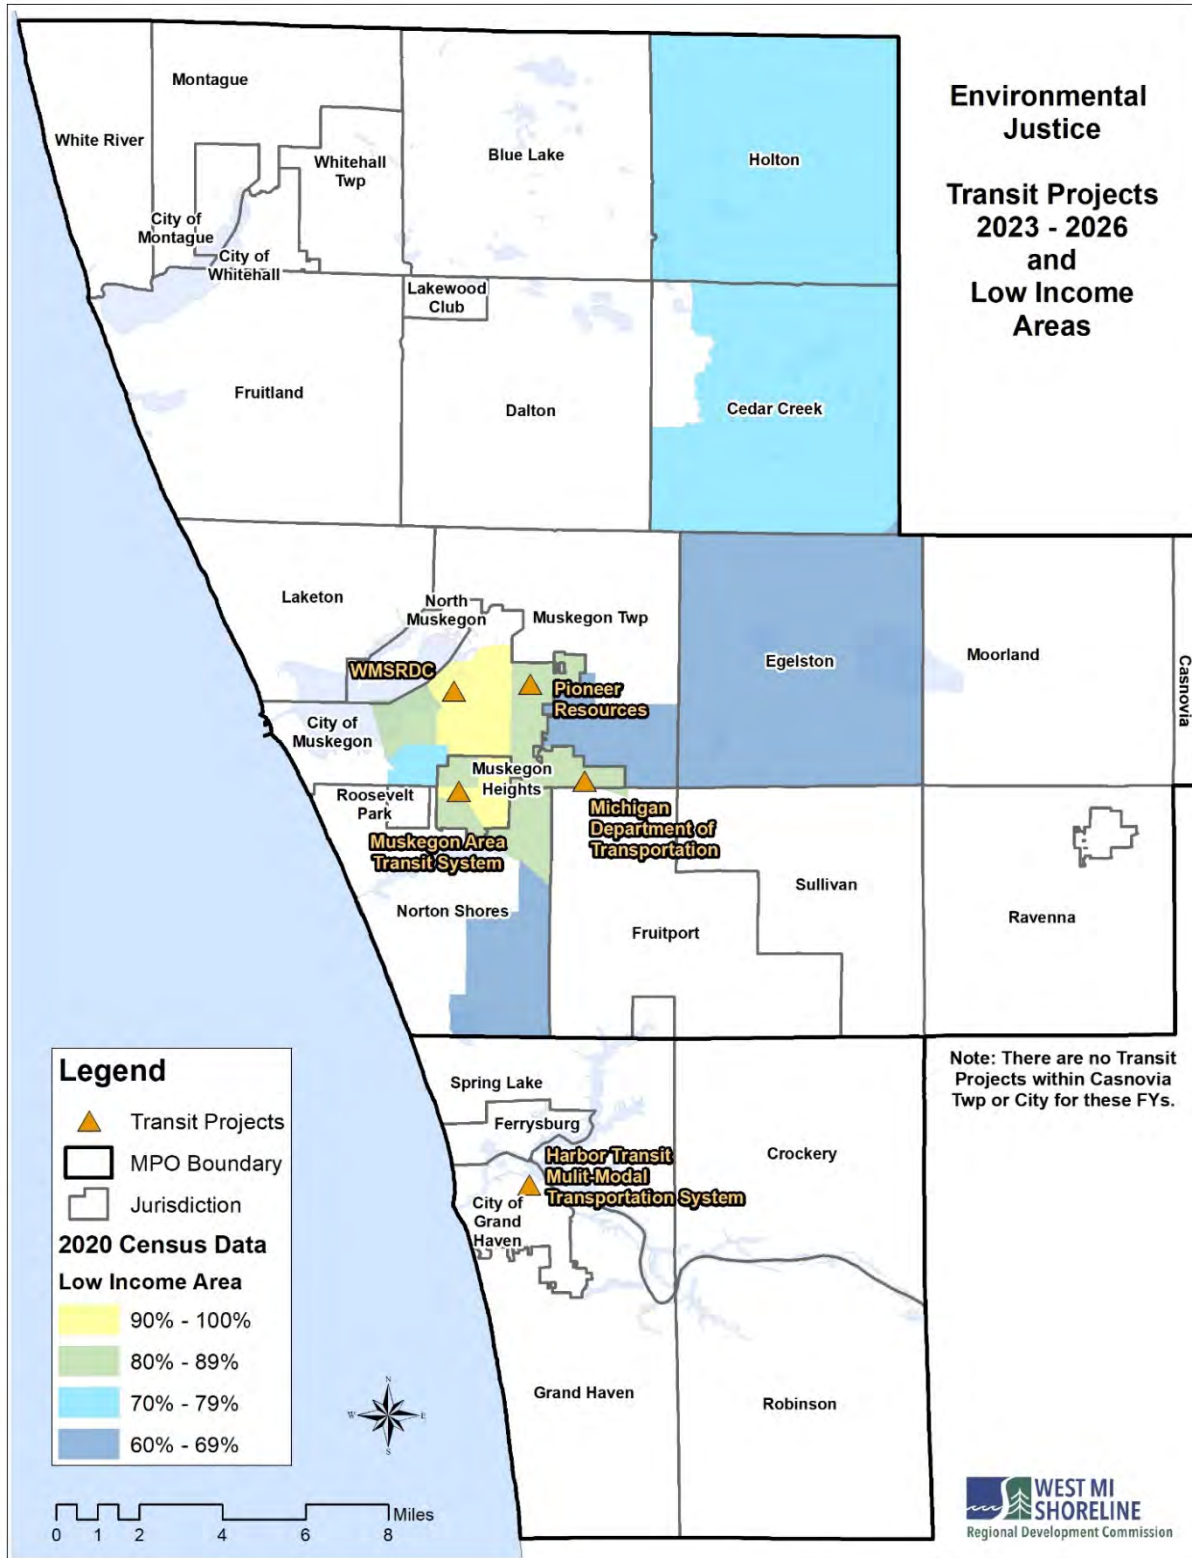 Environmental
Justice
Transit Projects
2023 - 2026
and
Low Income
Areas
Montague
White River
Whitehall
Twp
Blue Lake
Holton
City of
Montague
City of
Whitehall
Lakewood
Club
Fruitland
Dalton
Cedar Creek
Laketon
North
Muskegon
Muskegon Twp
Egelston
Moorland
Casnovia
WMSRDC
Pioneer
Resources
City of
Muskegon
Muskegon
Heights
Roosevelt
Park
Muskegon Area
Transit System
Michigan
Department of
Transportation
Norton Shores
Fruitport
Sullivan
Ravenna
Note: There are no Transit
Projects within Casnovia
Twp or City for these FYs.
Spring Lake
Ferrysburg
Crockery
Harbor Transit
Mulit-Modal
Transportation System
City of
Grand
Haven
Grand Haven
Robinson
Legend
Transit Projects
MPO Boundary
Jurisdiction
2020 Census Data
Low Income Area
90% - 100%
80% - 89%
70% - 79%
60% - 69%
N
W E
S
Miles
0 1 2 4 6 8
WEST MI
SHORELINE
Regional Development Commission